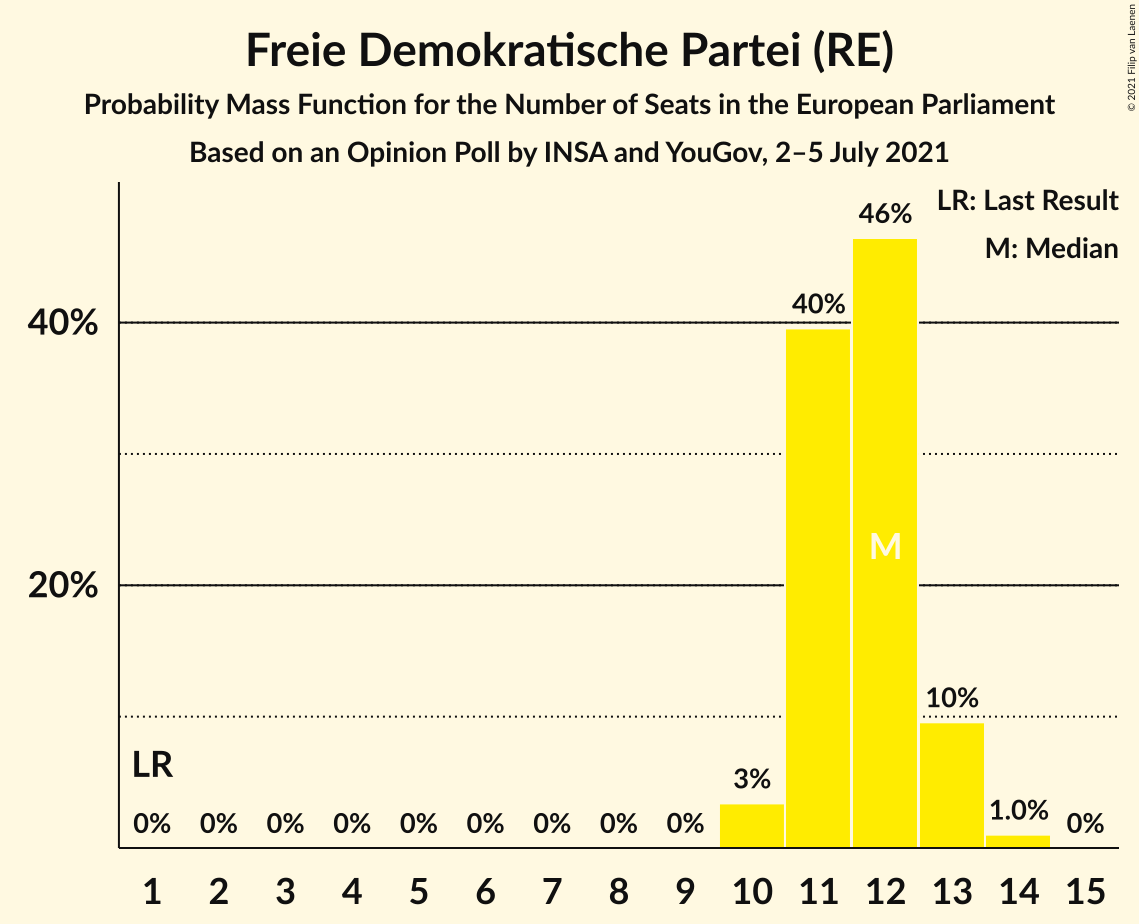 Freie Demokratische Partei (RE)
Probability Mass Function for the Number of Seats in the European Parliament
Based on an Opinion Poll by INSA and YouGov, 2–5 July 2021
© 2021 Filip van Laenen
LR: Last Result
M: Median
46%
40%
40%
M
20%
10%
LR
3%
1.0%
0% 0% 0% 0% 0% 0% 0% 0% 0% 0%
1 2 3 4 5 6 7 8 9 10 11 12 13 14 15